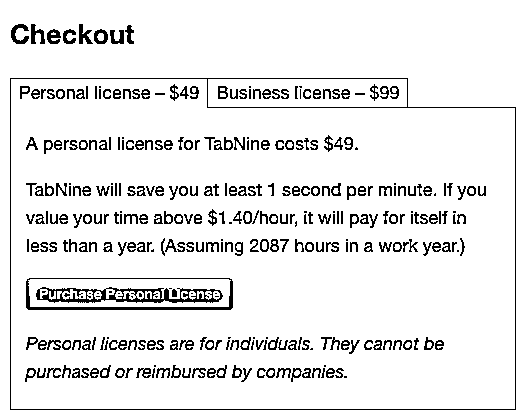 Checkout
Personal license – $49
Business license – $99
A personal license for TabNine costs $49.
TabNine will save you at least 1 second per minute. If you
value your time above $1.40/hour, it will pay for itself in
less than a year. (Assuming 2087 hours in a work year.)
Purchase Personal License
Personal licenses are for individuals. They cannot be
purchased or reimbursed by companies.